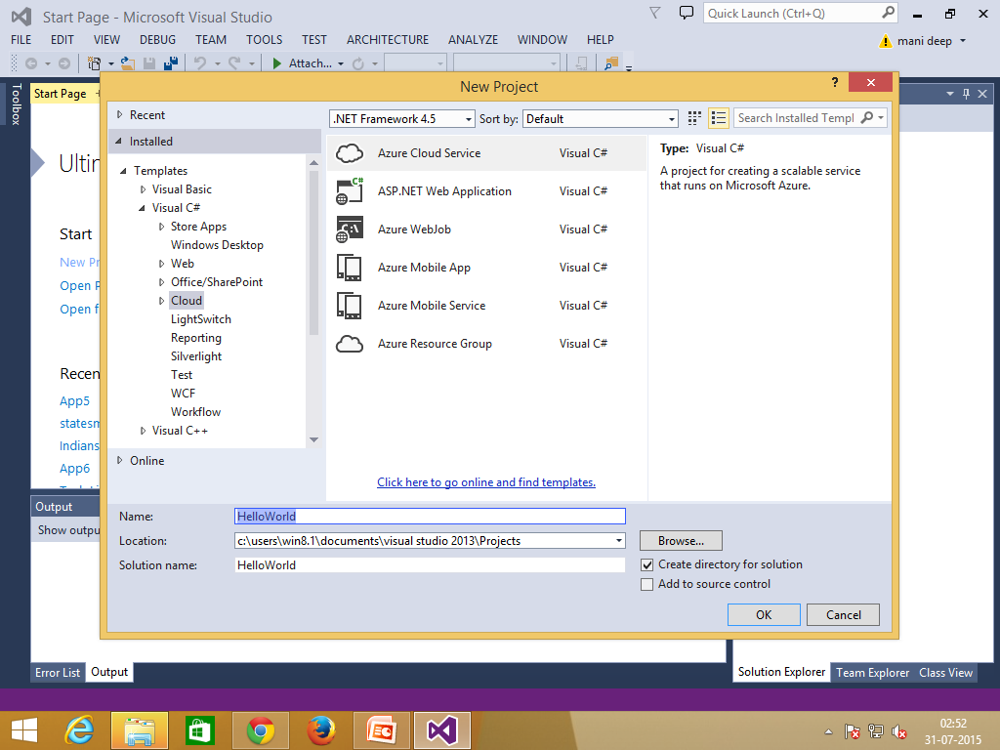 Start Page - Microsoft Visual Studio
Quick Launch (Ctrl+Q)
FILE EDIT VIEW DEBUG TEAM TOOLS TEST ARCHITECTURE ANALYZE WINDOW HELP
mani deep
Attach...
Toolbox
Start Page
New Project
?
Recent
.NET Framework 4.5
Sort by:
Default
Search Installed Templ
Installed
Templates
Visual Basic
Visual C#
Store Apps
Windows Desktop
Web
Office/SharePoint
Cloud
LightSwitch
Reporting
Silverlight
Test
WCF
Workflow
Visual C++
Online
Azure Cloud Service Visual C#
ASP.NET Web Application Visual C#
Azure WebJob Visual C#
Azure Mobile App Visual C#
Azure Mobile Service Visual C#
Azure Resource Group Visual C#
Click here to go online and find templates.
Type: Visual C#
A project for creating a scalable service
that runs on Microsoft Azure.
Ultin
Start
New Pr
Open P
Open f
Recen
App5
statesm
Indians
App6
Output
Show outpu
Name: HelloWorld
Location: c:\users\win8.1\documents\visual studio 2013\Projects
Browse...
Solution name: HelloWorld
Create directory for solution
Add to source control
OK
Cancel
Error List Output
Solution Explorer Team Explorer Class View
02:52
31-07-2015